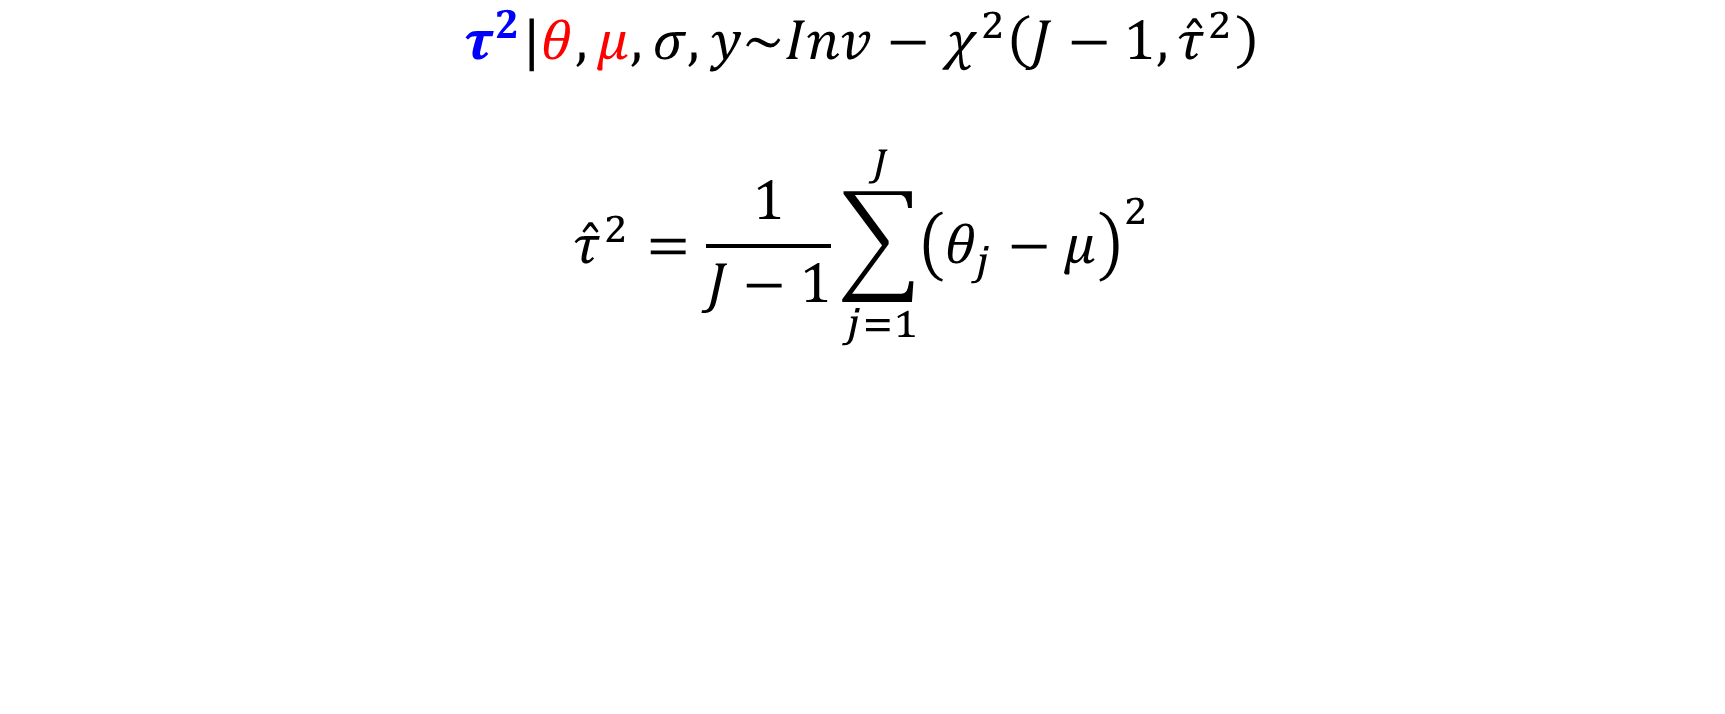 τ²|θ, μ, σ, y~Inv − χ²(J − 1, τ̂²)
τ̂² = 1/(J − 1) ∑_{j=1}^{J} (θ_j − μ)²